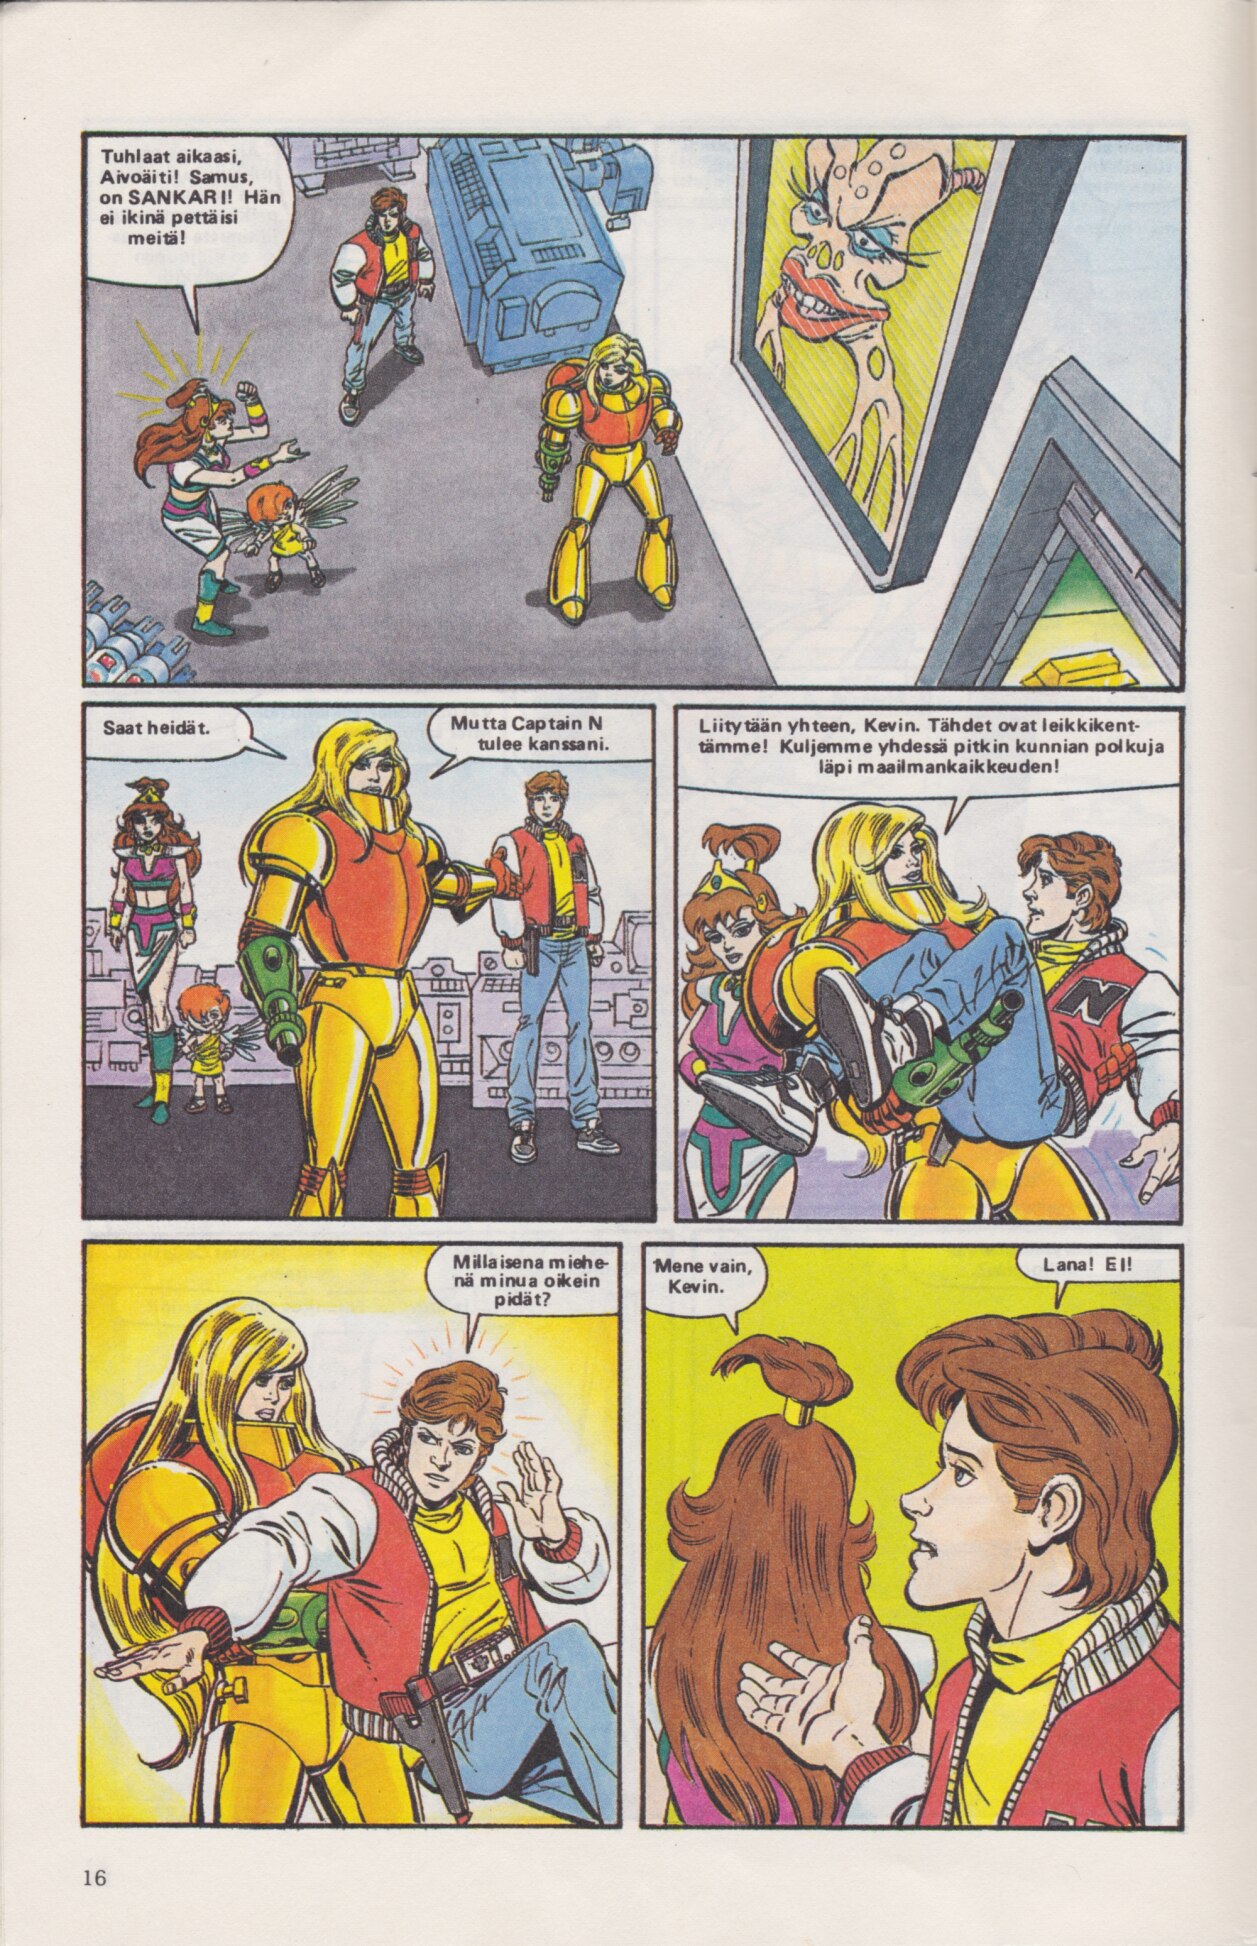 Tuhlaat aikaasi,
Aivoäiti! Samus,
on SANKARI! Hän
ei ikinä pettäisi
meitä!
Saat heidät.
Mutta Captain N
tulee kanssani.
Liitytään yhteen, Kevin. Tähdet ovat leikkikent-
tämme! Kuljemme yhdessä pitkin kunnian polkuja
läpi maailmankaikkeuden!
N
Millaisena miehe-
nä minua oikein
pidät?
Mene vain,
Kevin.
Lana! EI!
16